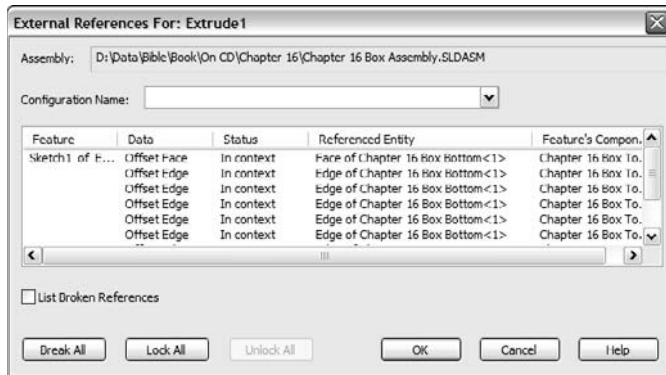 External References For: Extrude1
Assembly: D:\Data\Bible\Book\On CD\Chapter 16\Chapter 16 Box Assembly.SLDASM
Configuration Name:
Feature Data Status Referenced Entity Feature's Compon.
Sketch1 of E... Offset Face In context Face of Chapter 16 Box Bottom<1> Chapter 16 Box To.
Offset Edge In context Edge of Chapter 16 Box Bottom<1> Chapter 16 Box To.
Offset Edge In context Edge of Chapter 16 Box Bottom<1> Chapter 16 Box To.
Offset Edge In context Edge of Chapter 16 Box Bottom<1> Chapter 16 Box To.
Offset Edge In context Edge of Chapter 16 Box Bottom<1> Chapter 16 Box To.
Offset Edge In context Edge of Chapter 16 Box Bottom<1> Chapter 16 Box To.
List Broken References
Break All Lock All Unlock All OK Cancel Help